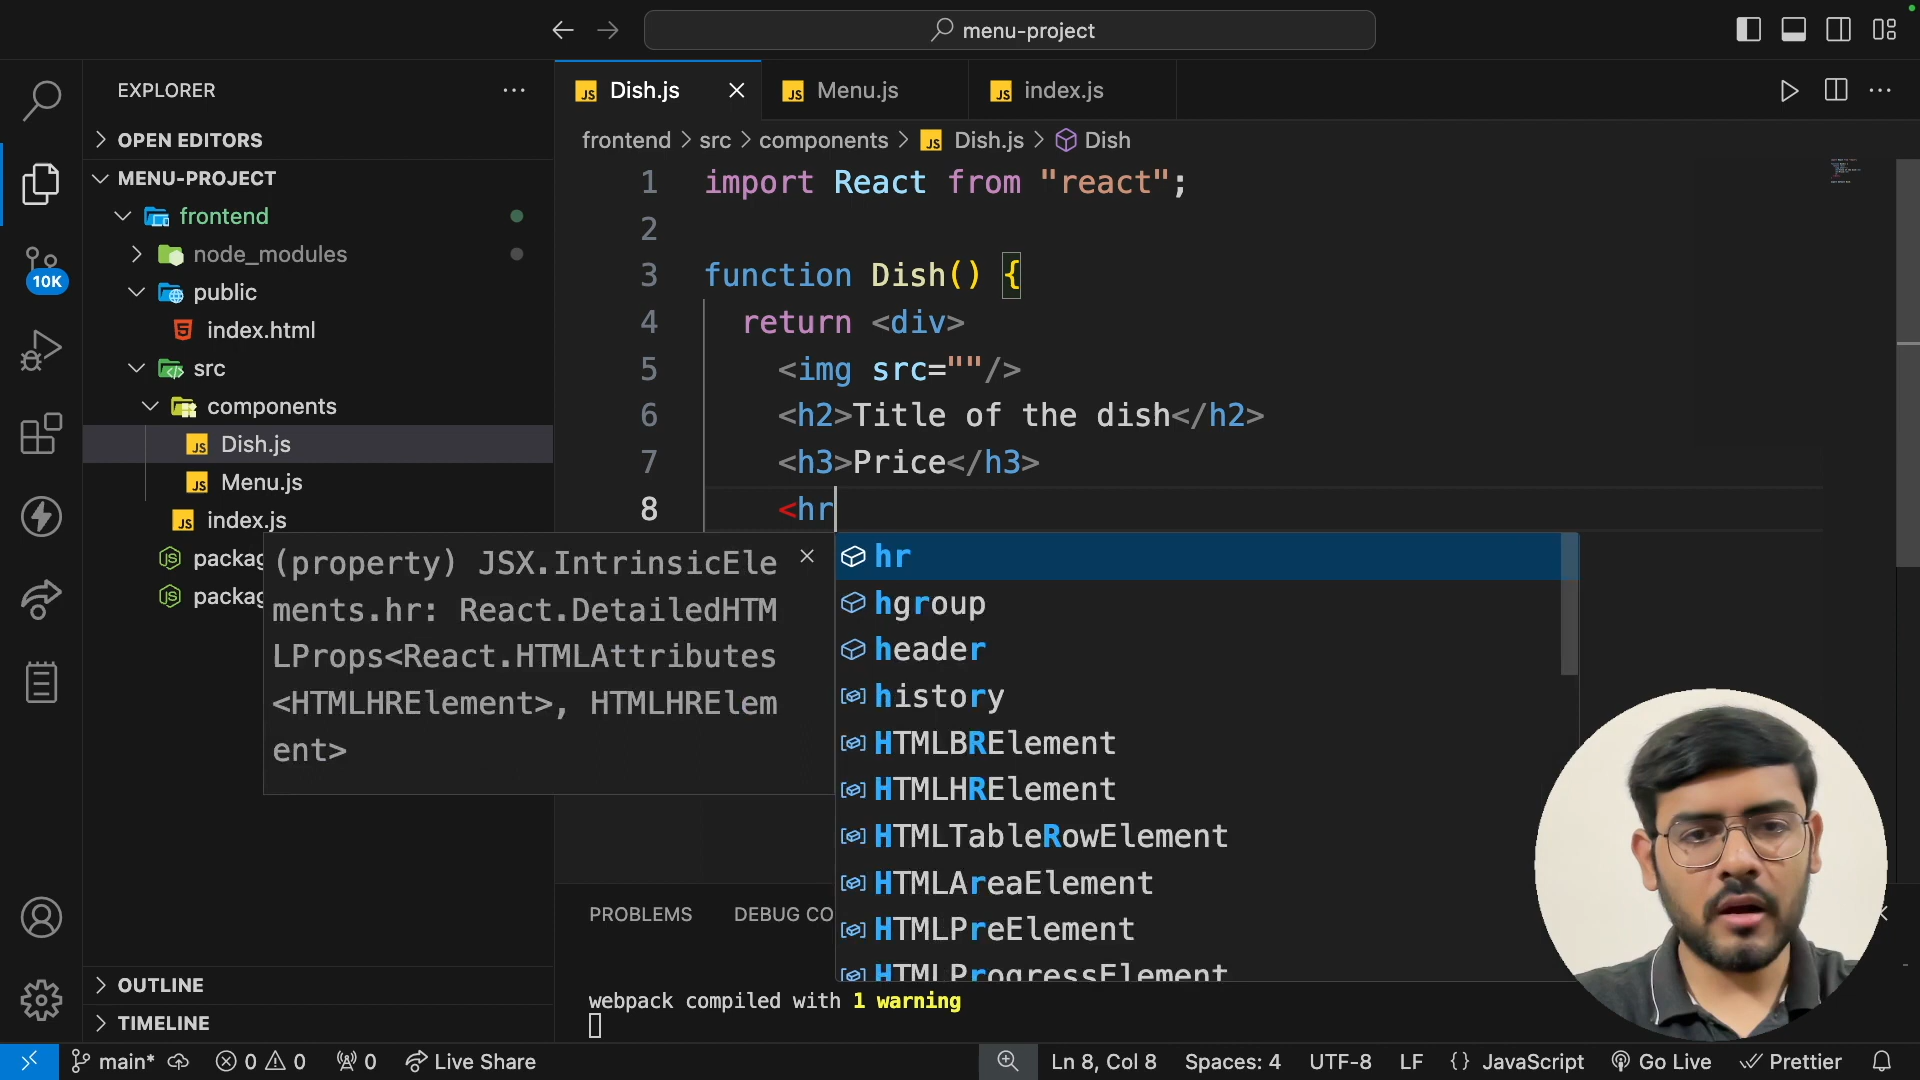 menu-project
EXPLORER
OPEN EDITORS
MENU-PROJECT
frontend
node_modules
public
index.html
src
components
Dish.js
Menu.js
index.js
packag
packag
OUTLINE
TIMELINE
10K
Dish.js
Menu.js
index.js
frontend > src > components > Dish.js > Dish
1 import React from "react";
2
3 function Dish() {
4 return <div>
5 <img src=""/>
6 <h2>Title of the dish</h2>
7 <h3>Price</h3>
8 <hr
(property) JSX.IntrinsicEle
ments.hr: React.DetailedHTM
LProps<React.HTMLAttributes
<HTMLHRElement>, HTMLHRElem
ent>
hr
hgroup
header
history
HTMLBRElement
HTMLHRElement
HTMLTableRowElement
HTMLAreaElement
HTMLPreElement
HTMLProgressElement
PROBLEMS DEBUG CO
webpack compiled with 1 warning
main* 0 0 0 Live Share Ln 8, Col 8 Spaces: 4 UTF-8 LF {} JavaScript Go Live Prettier